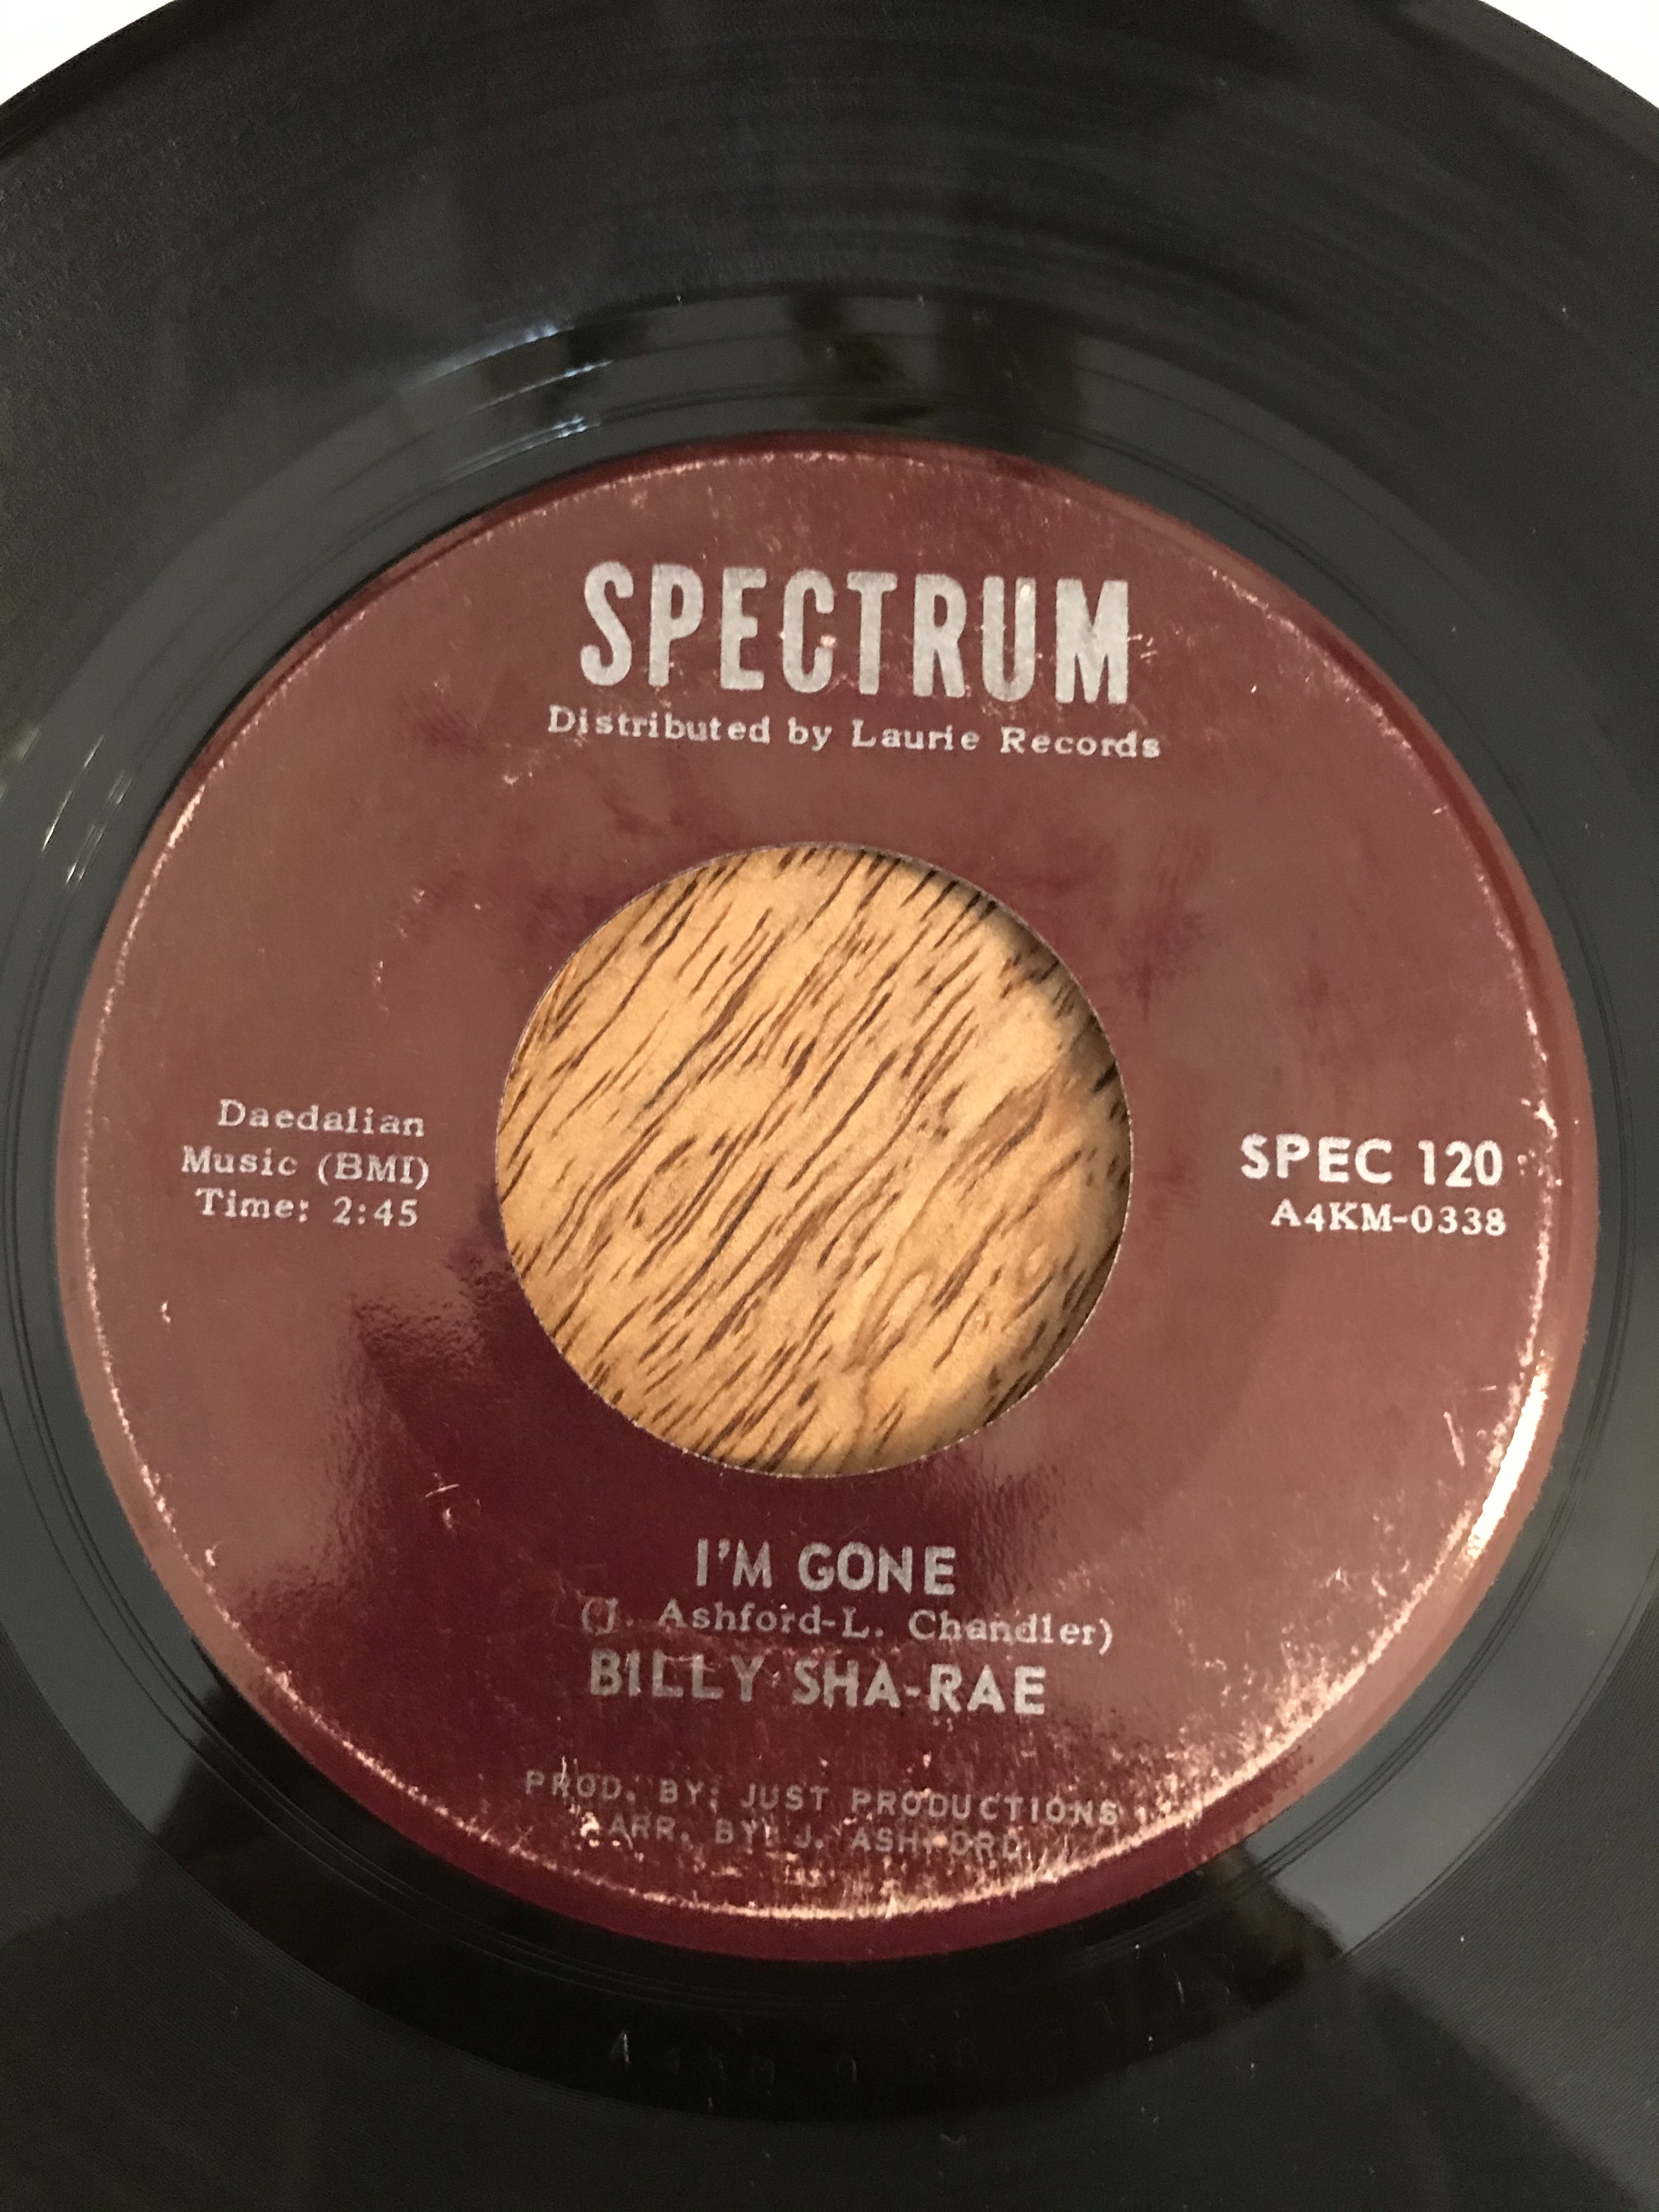 SPECTRUM
Distributed by Laurie Records
Daedalian
Music (BMI)
Time: 2:45
SPEC 120
A4KM-0338
I'M GONE
(J. Ashford-L. Chandler)
BILLY SHA-RAE
PROD. BY: JUST PRODUCTIONS
ARR. BY: J. ASHFORD